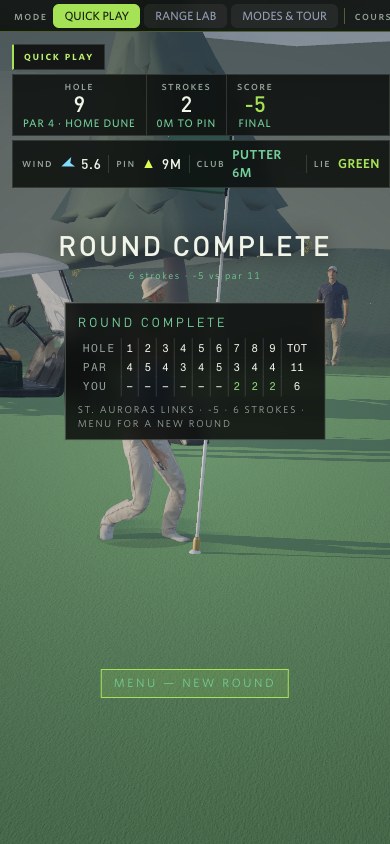 MODE QUICK PLAY RANGE LAB MODES & TOUR COURS
QUICK PLAY
HOLE STROKES SCORE
9 2 -5
PAR 4 · HOME DUNE 0M TO PIN FINAL
WIND 5.6 PIN 9M CLUB PUTTER 6M LIE GREEN
ROUND COMPLETE
6 strokes · -5 vs par 11
ROUND COMPLETE
HOLE 1 2 3 4 5 6 7 8 9 TOT
PAR 4 5 4 3 4 5 3 4 4 11
YOU – – – – – – 2 2 2 6
ST. AURORAS LINKS · -5 · 6 STROKES ·
MENU FOR A NEW ROUND
MENU — NEW ROUND